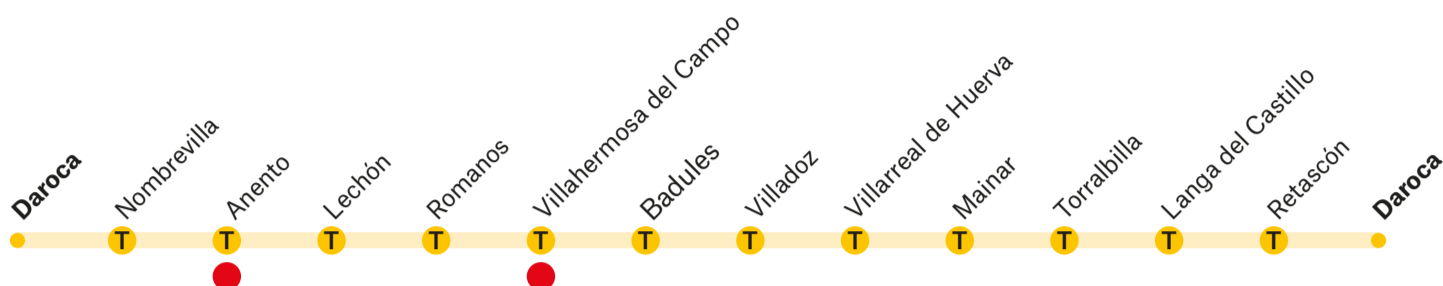 Daroca
Nombrevilla
Anento
Lechón
Romanos
Villahermosa del Campo
Badules
Villadoz
Villarreal de Huerva
Mainar
Torralbilla
Langa del Castillo
Retascón
Daroca
T T T T T T T T T T T T